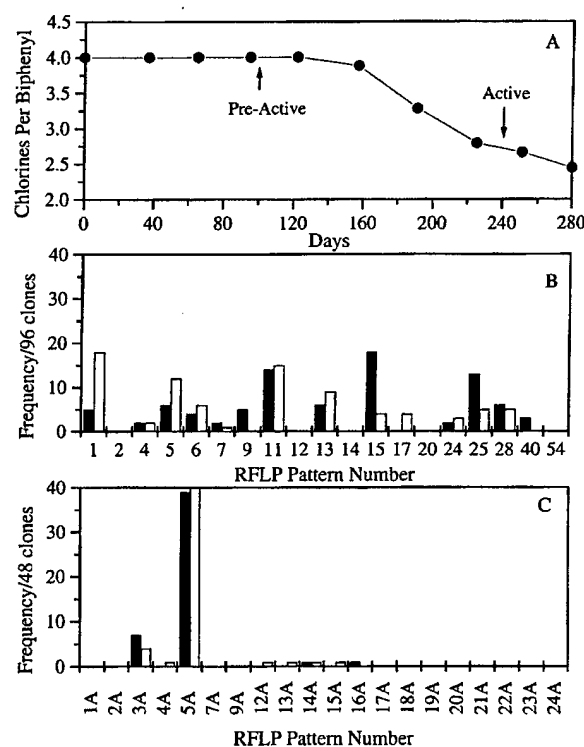 4.5
4.0
3.5
3.0
2.5
2.0
Chlorines Per Biphenyl
A
Pre-Active
Active
0 40 80 120 160 200 240 280
Days
40
30
20
10
0
Frequency/96 clones
B
1 2 4 5 6 7 9 11 12 13 14 15 17 20 24 25 28 40 54
RFLP Pattern Number
40
30
20
10
0
Frequency/48 clones
C
1A 2A 3A 4A 5A 7A 9A 12A 13A 14A 15A 16A 17A 18A 19A 20A 21A 22A 23A 24A
RFLP Pattern Number